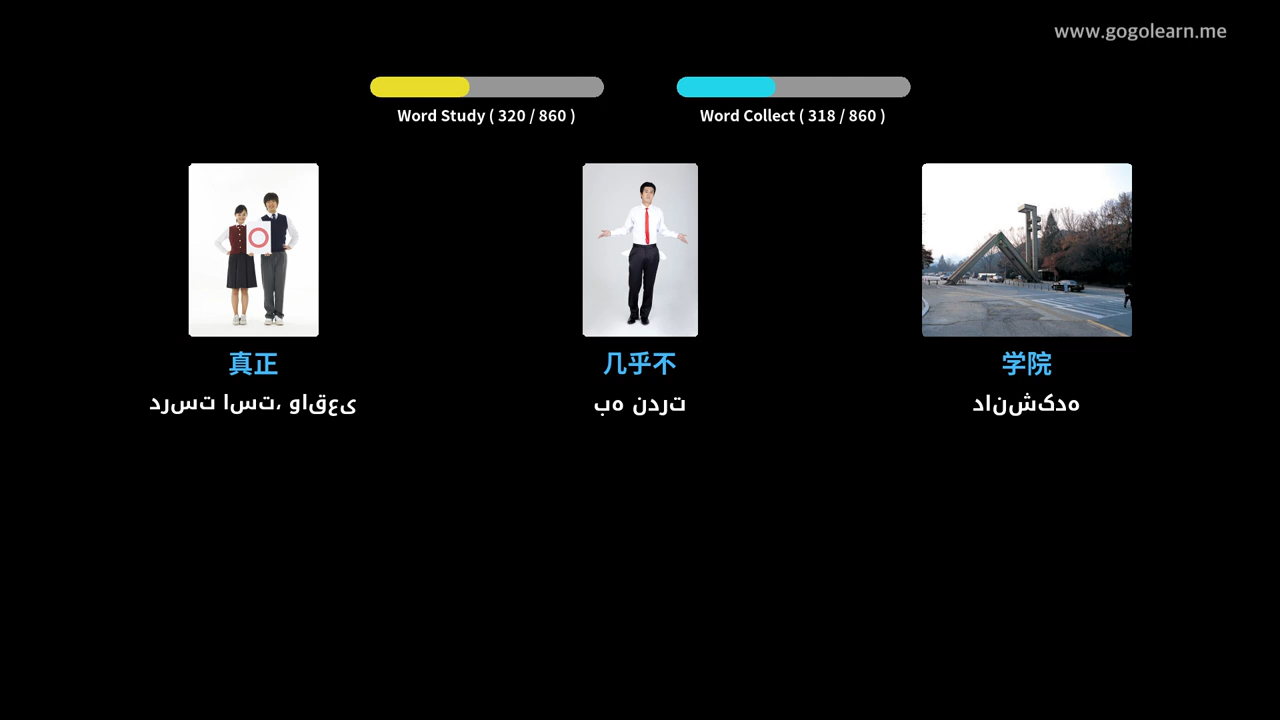 www.gogolearn.me
Word Study ( 320 / 860 )
Word Collect ( 318 / 860 )
真正
几乎不
学院
درست است، واقعی
به ندرت
دانشکده